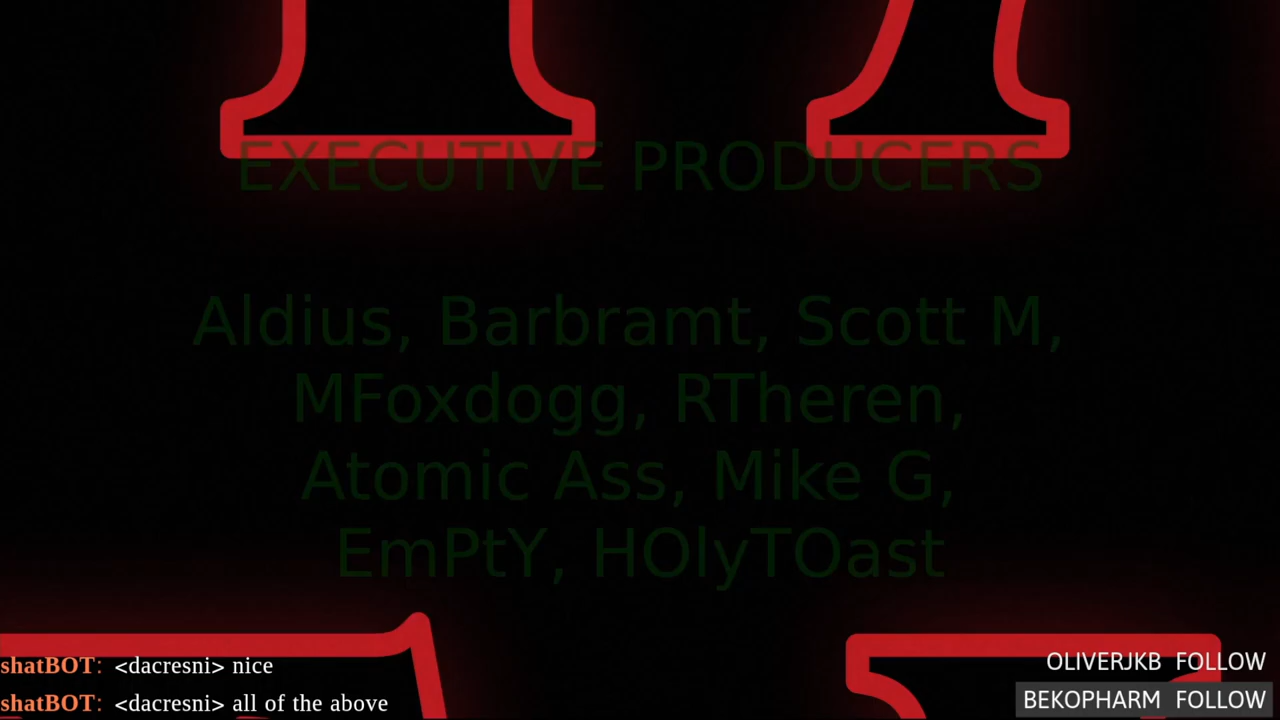 EXECUTIVE PRODUCERS
Aldius, Barbramt, Scott M,
MFoxdogg, RTheren,
Atomic Ass, Mike G,
EmPtY, HOlyTOast
shatBOT: <dacresni> nice
shatBOT: <dacresni> all of the above
OLIVERJKB FOLLOW
BEKOPHARM FOLLOW